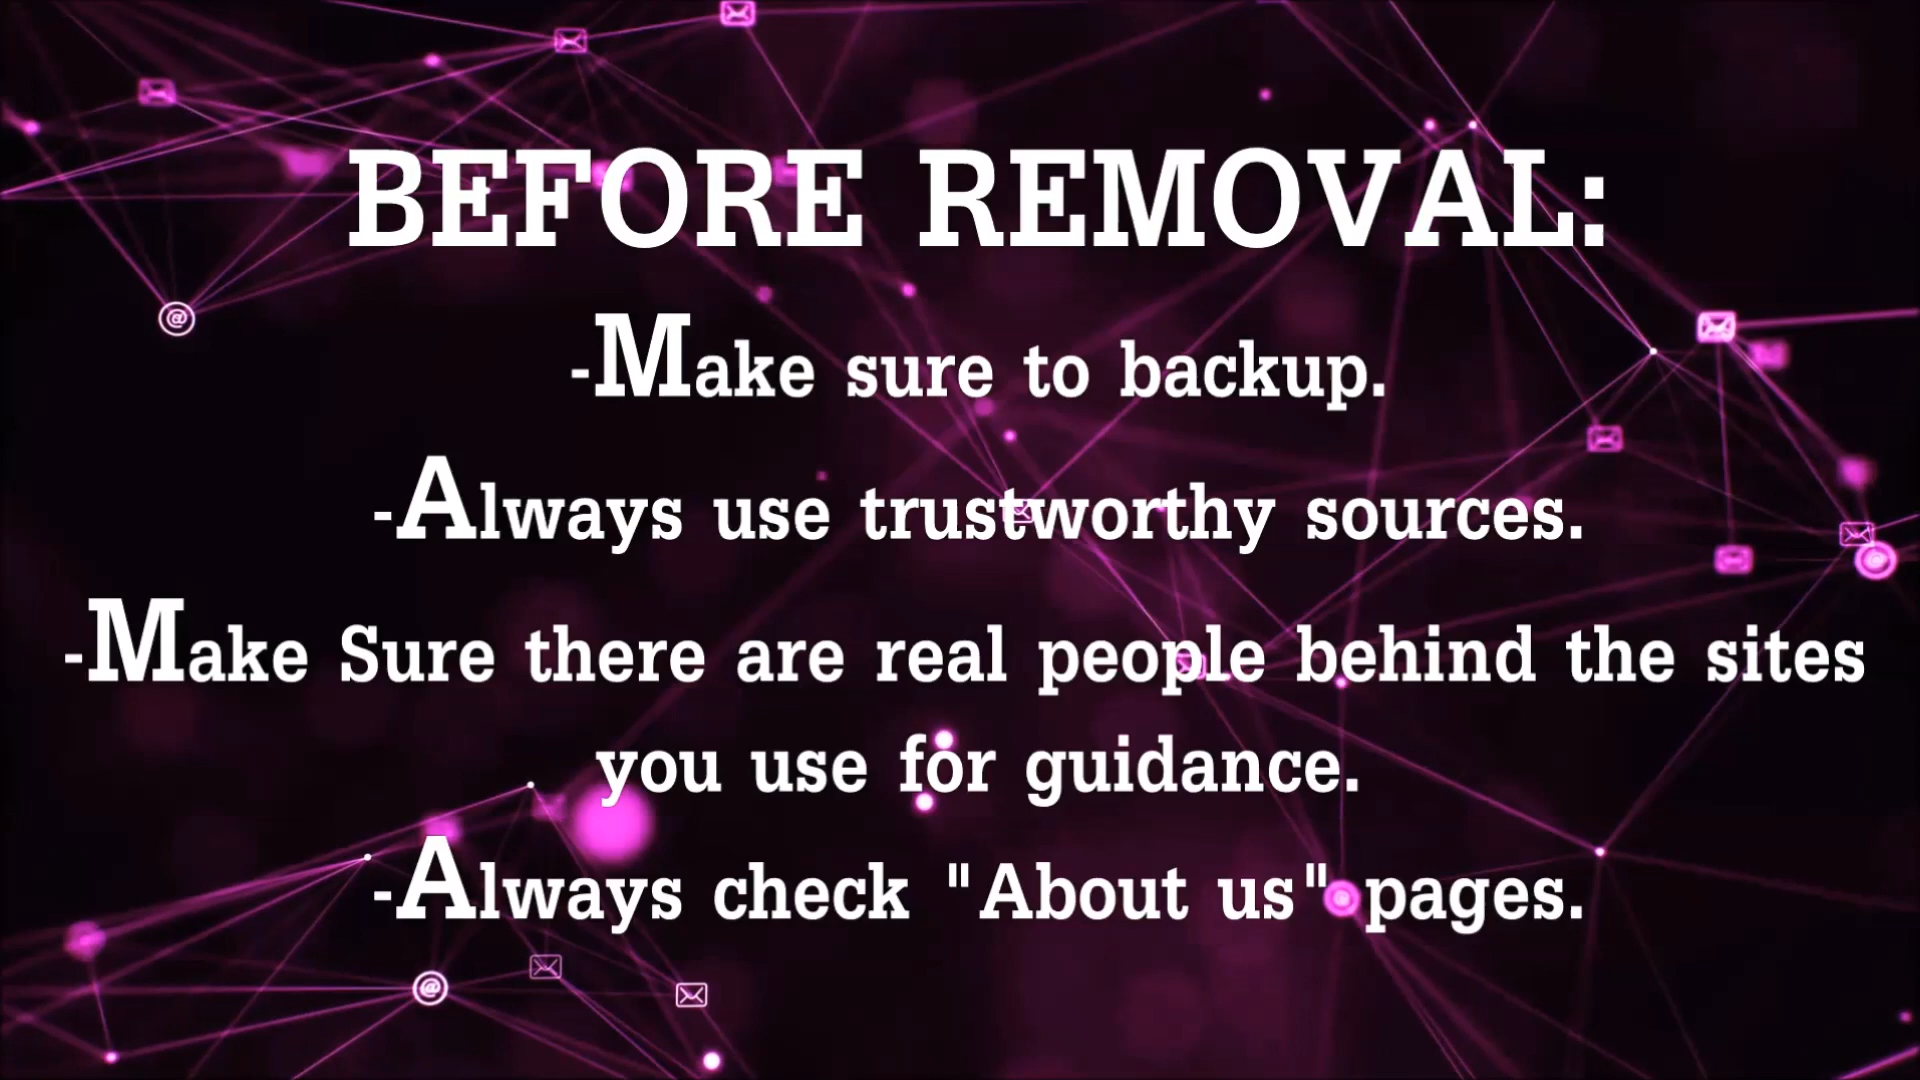 BEFORE REMOVAL:
-Make sure to backup.
-Always use trustworthy sources.
-Make Sure there are real people behind the sites
you use for guidance.
-Always check "About us" pages.